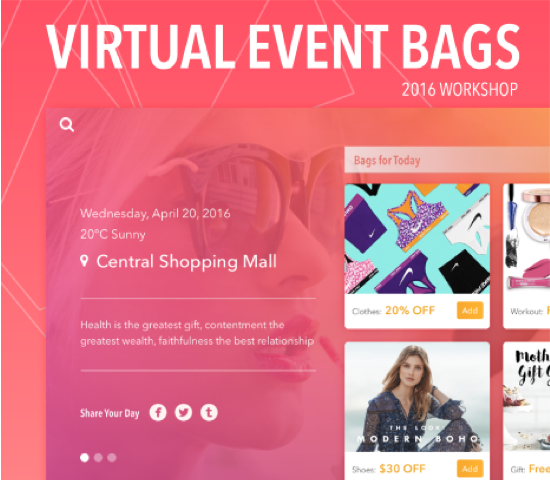 VIRTUAL EVENT BAGS
2016 WORKSHOP
Bags for Today
Wednesday, April 20, 2016
20°C Sunny
Central Shopping Mall
Health is the greatest gift, contentment the
greatest wealth, faithfulness the best relationship
Share Your Day
Clothes: 20% OFF Add
Workout:
THE LOOK:
MODERN BOHO
Shoes: $30 OFF Add
Gift
Gift: Free